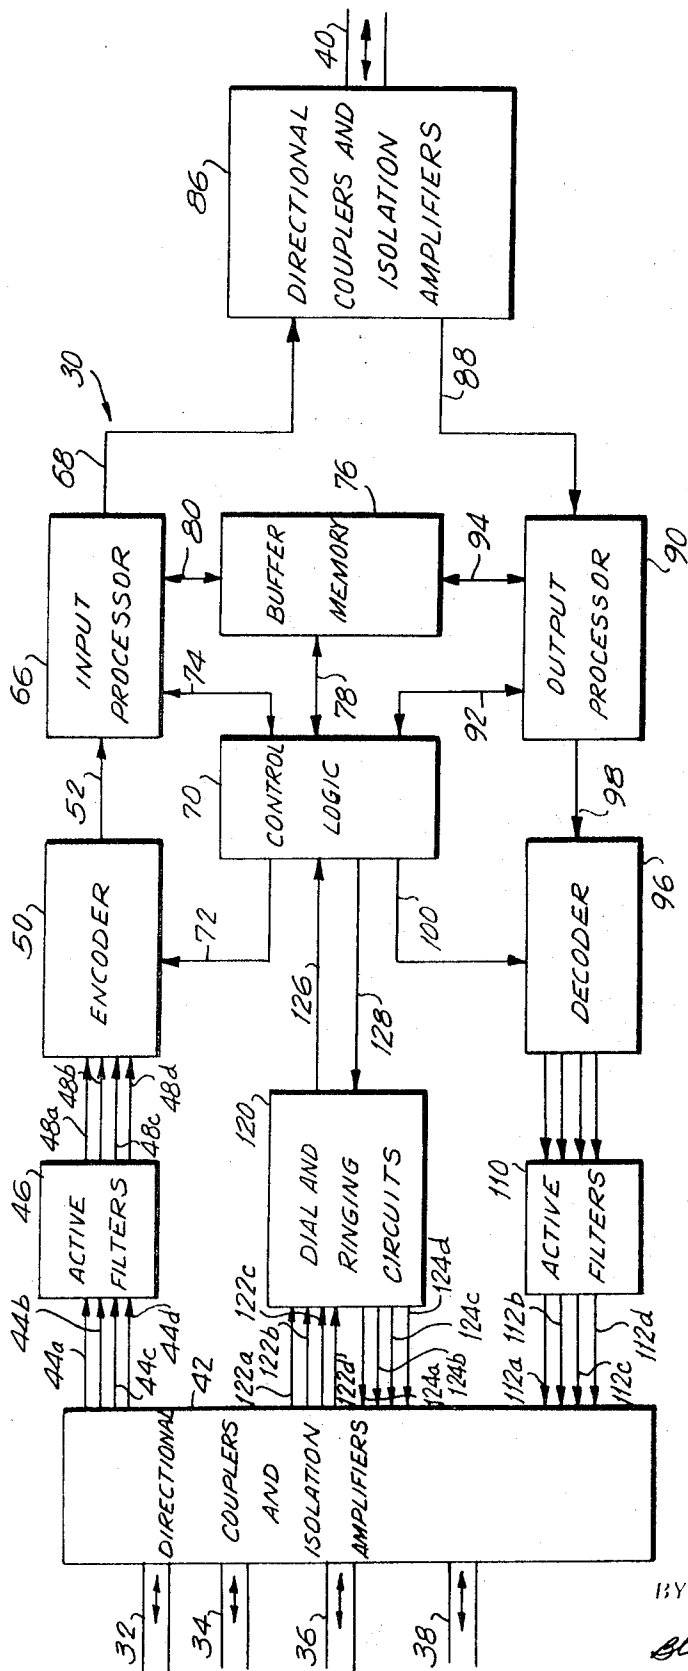 40
86
DIRECTIONAL
COUPLERS AND
ISOLATION
AMPLIFIERS
88
30
68
66
INPUT
PROCESSOR
80
74
76
BUFFER
MEMORY
78
94
92
90
OUTPUT
PROCESSOR
52
70
CONTROL
LOGIC
98
50
ENCODER
72
100
96
DECODER
126
128
48a
48b
48c
48d
46
ACTIVE
FILTERS
120
DIAL AND
RINGING
CIRCUITS
110
ACTIVE
FILTERS
44a
44b
44c
44d
122a
122b
122c
122d
124a
124b
124c
124d
112a
112b
112c
112d
42
DIRECTIONAL
COUPLERS
AND
ISOLATION
AMPLIFIERS
32
34
36
38
BY